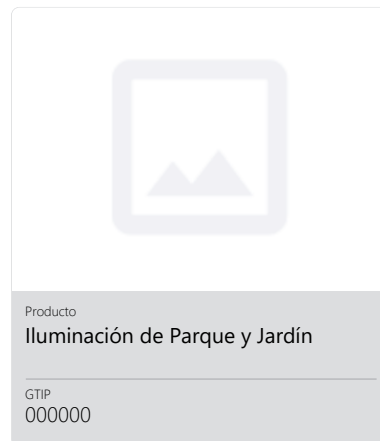 Producto
Iluminación de Parque y Jardín
GTIP
000000